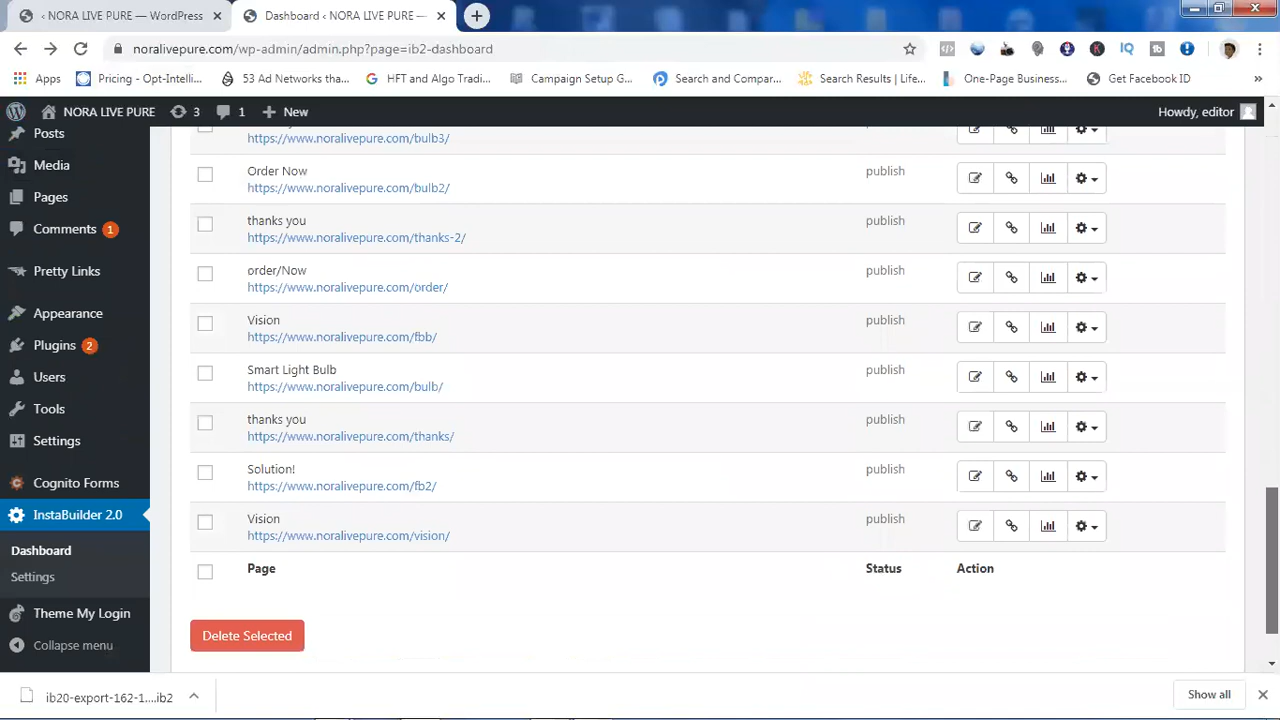 ‹ NORA LIVE PURE — WordPress
Dashboard ‹ NORA LIVE PURE —
noralivepure.com/wp-admin/admin.php?page=ib2-dashboard
Apps
Pricing - Opt-Intelli...
53 Ad Networks tha...
HFT and Algo Tradi...
Campaign Setup G...
Search and Compar...
Search Results | Life...
One-Page Business...
Get Facebook ID
»
NORA LIVE PURE
3
1
New
Howdy, editor
Posts
Media
Pages
Comments 1
Pretty Links
Appearance
Plugins 2
Users
Tools
Settings
Cognito Forms
InstaBuilder 2.0
Dashboard
Settings
Theme My Login
Collapse menu
https://www.noralivepure.com/bulb3/
Order Now
https://www.noralivepure.com/bulb2/
publish
thanks you
https://www.noralivepure.com/thanks-2/
publish
order/Now
https://www.noralivepure.com/order/
publish
Vision
https://www.noralivepure.com/fbb/
publish
Smart Light Bulb
https://www.noralivepure.com/bulb/
publish
thanks you
https://www.noralivepure.com/thanks/
publish
Solution!
https://www.noralivepure.com/fb2/
publish
Vision
https://www.noralivepure.com/vision/
publish
Page
Status
Action
Delete Selected
ib20-export-162-1....ib2
Show all